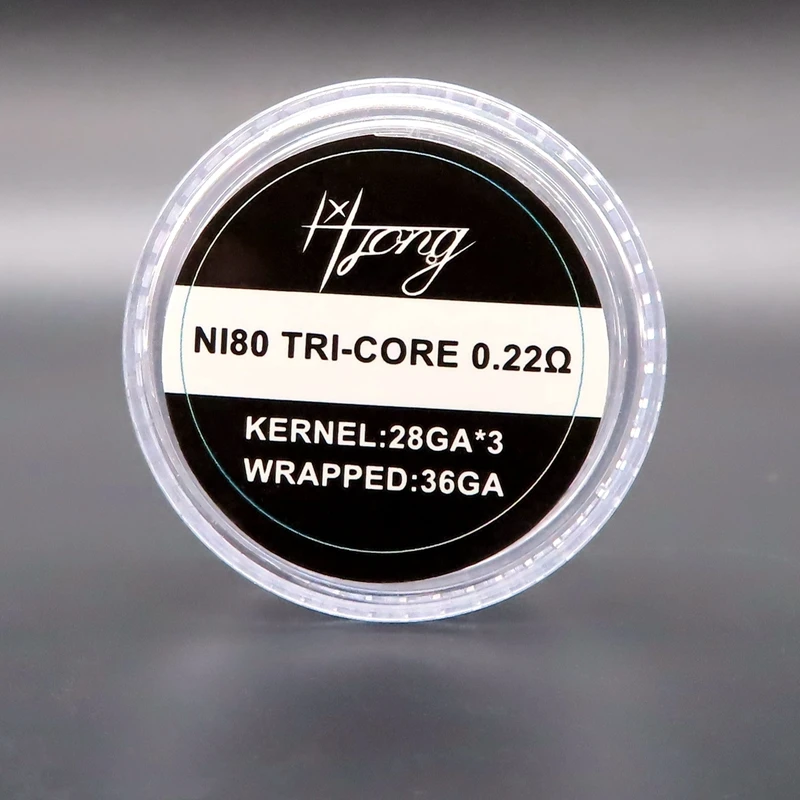 Hjong
NI80 TRI-CORE 0.22Ω
KERNEL:28GA*3
WRAPPED:36GA